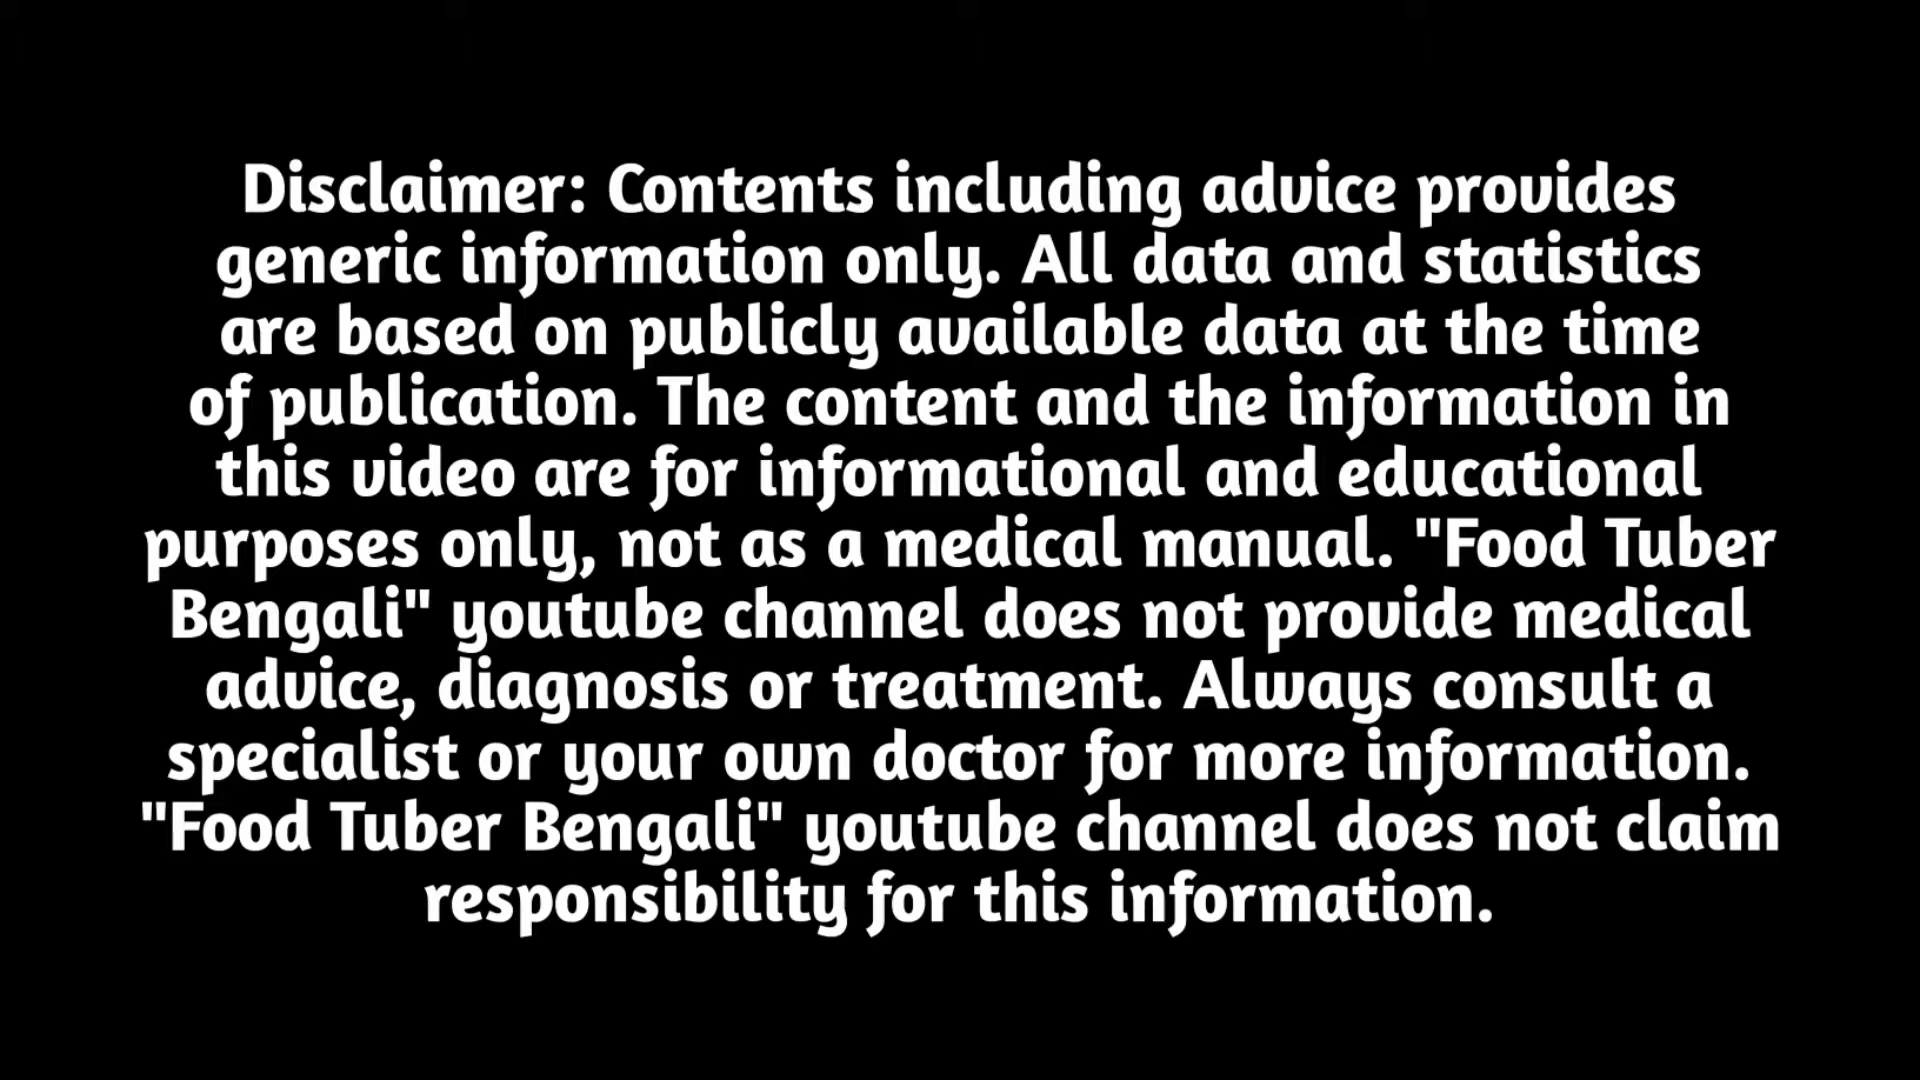 Disclaimer: Contents including advice provides
generic information only. All data and statistics
are based on publicly available data at the time
of publication. The content and the information in
this video are for informational and educational
purposes only, not as a medical manual. "Food Tuber
Bengali" youtube channel does not provide medical
advice, diagnosis or treatment. Always consult a
specialist or your own doctor for more information.
"Food Tuber Bengali" youtube channel does not claim
responsibility for this information.